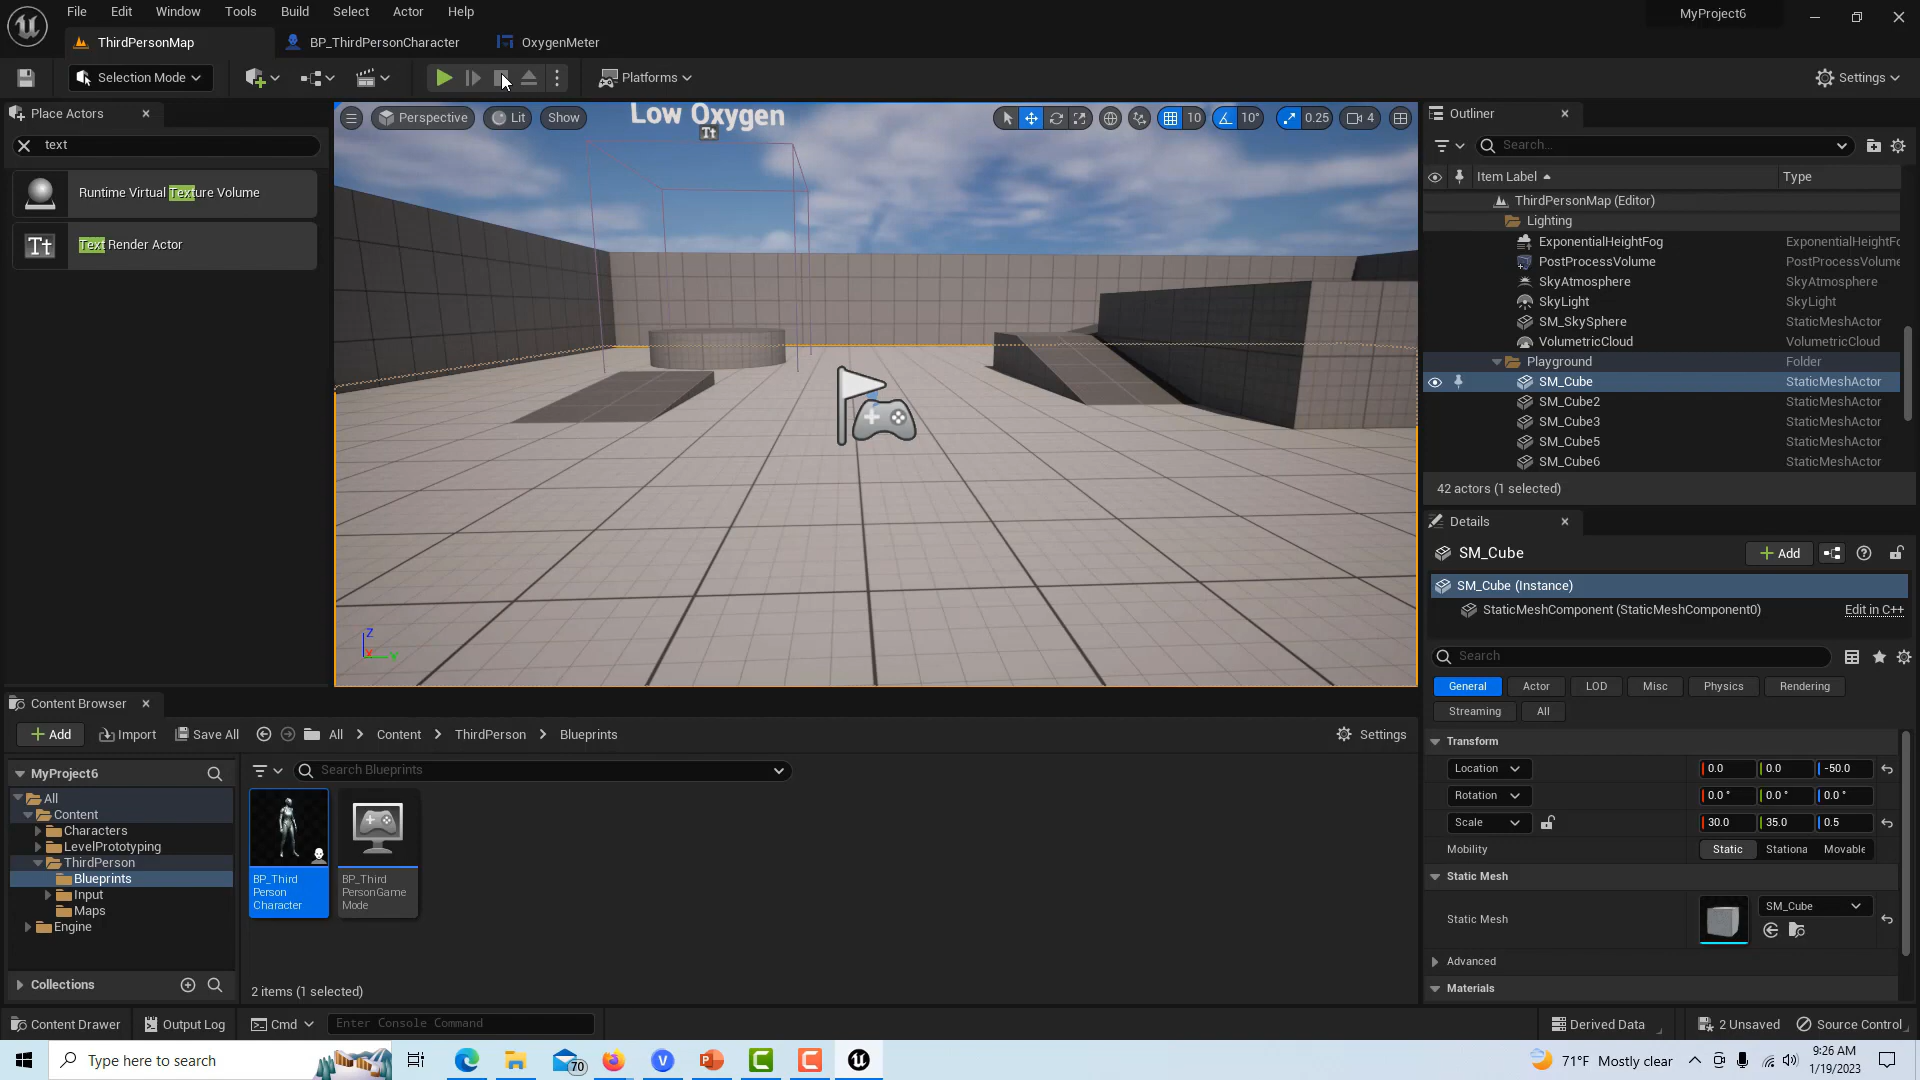 File Edit Window Tools Build Select Actor Help MyProject6
ThirdPersonMap BP_ThirdPersonCharacter OxygenMeter
Selection Mode Platforms Settings
Place Actors ×
text
Runtime Virtual Texture Volume
Tt Text Render Actor
Perspective Lit Show Low Oxygen 10 10° 0.25 4
Tt
Z
X Y
Outliner ×
Search...
Item Label Type
ThirdPersonMap (Editor)
Lighting
ExponentialHeightFog ExponentialHeightFo
PostProcessVolume PostProcessVolume
SkyAtmosphere SkyAtmosphere
SkyLight SkyLight
SM_SkySphere StaticMeshActor
VolumetricCloud VolumetricCloud
Playground Folder
SM_Cube StaticMeshActor
SM_Cube2 StaticMeshActor
SM_Cube3 StaticMeshActor
SM_Cube5 StaticMeshActor
SM_Cube6 StaticMeshActor
42 actors (1 selected)
Details ×
SM_Cube + Add
SM_Cube (Instance)
StaticMeshComponent (StaticMeshComponent0) Edit in C++
Search
General Actor LOD Misc Physics Rendering
Streaming All
Transform
Location 0.0 0.0 -50.0
Rotation 0.0 ° 0.0 ° 0.0 °
Scale 30.0 35.0 0.5
Mobility Static Stationa Movable
Static Mesh
Static Mesh SM_Cube
Advanced
Materials
Content Browser ×
+ Add Import Save All All > Content > ThirdPerson > Blueprints Settings
MyProject6
All
Content
Characters
LevelPrototyping
ThirdPerson
Blueprints
Input
Maps
Engine
Collections
Search Blueprints
BP_Third
Person
Character
BP_Third
PersonGame
Mode
2 items (1 selected)
Content Drawer Output Log Cmd Enter Console Command Derived Data 2 Unsaved Source Control
Type here to search 70 71°F Mostly clear 9:26 AM
1/19/2023